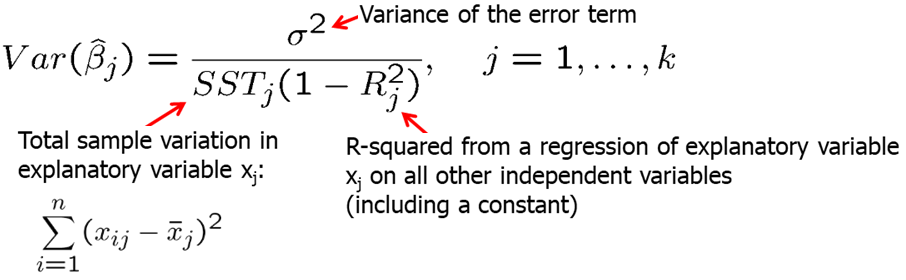 Variance of the error term
$Var(\hat{\beta}_j) = \frac{\sigma^2}{SST_j(1 - R_j^2)}, \quad j = 1, \ldots, k$
Total sample variation in
explanatory variable x_j:
$\sum_{i=1}^{n} (x_{ij} - \bar{x}_j)^2$
R-squared from a regression of explanatory variable
x_j on all other independent variables
(including a constant)